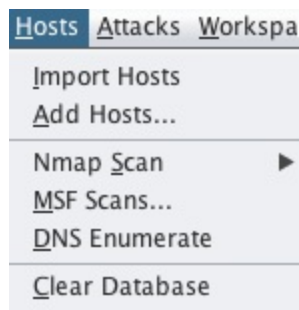 Hosts Attacks Workspa
Import Hosts
Add Hosts...
Nmap Scan
MSF Scans...
DNS Enumerate
Clear Database